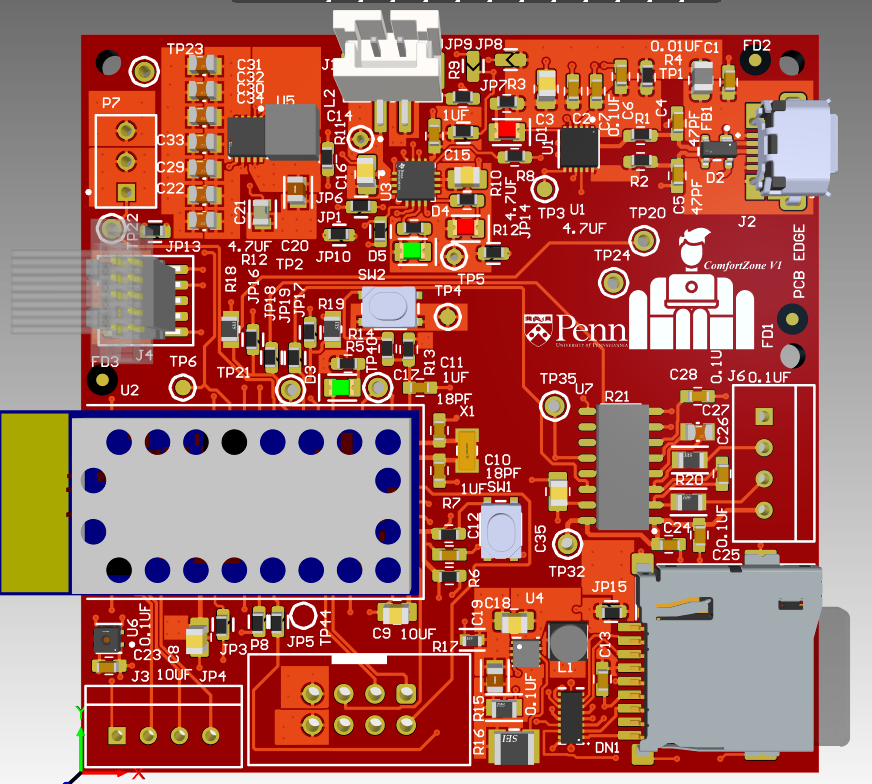 JP9 JP8
0.01UF C1
FD2
TP23
C31
C32
C30
C34
C33
C29
C22
P7
U5
L2
C14
R11
R9
1UF
C15
JP7 R3
C3
C2
0.1UF
C6
R4
TP1
C4
47PF
FB1
D1
U1
R1
R2
D2
C5
47PF
J2
R8
TP3
U1
4.7UF
TP20
TP24
C16
U3
R10
4.7UF
JP14
D4
R12
TP5
D5
JP6
JP1
JP10
C21
4.7UF
C20
R12
TP2
TP22
JP13
J4
R18
JP16
JP18
JP19
JP17
R19
SW2
TP4
R14
R5
TP40
R13
C17
C11
1UF
D3
TP21
TP6
FD3
U2
ComfortZone V1
Penn
UNIVERSITY OF PENNSYLVANIA
PCB EDGE
FD1
18PF
X1
C10
18PF
1UF
SW1
R7
C12
R6
TP35
U7
R21
C28
0.1U
J6
0.1UF
C27
C26
R20
0.1UF
C24
C25
C35
TP32
JP15
U6
0.1UF
C23
C8
10UF
JP3
P8
JP5
TP44
C9 10UF
J3
JP4
R17
C19
C18
U4
L1
C13
R15
0.1UF
R16
DN1
Y
X